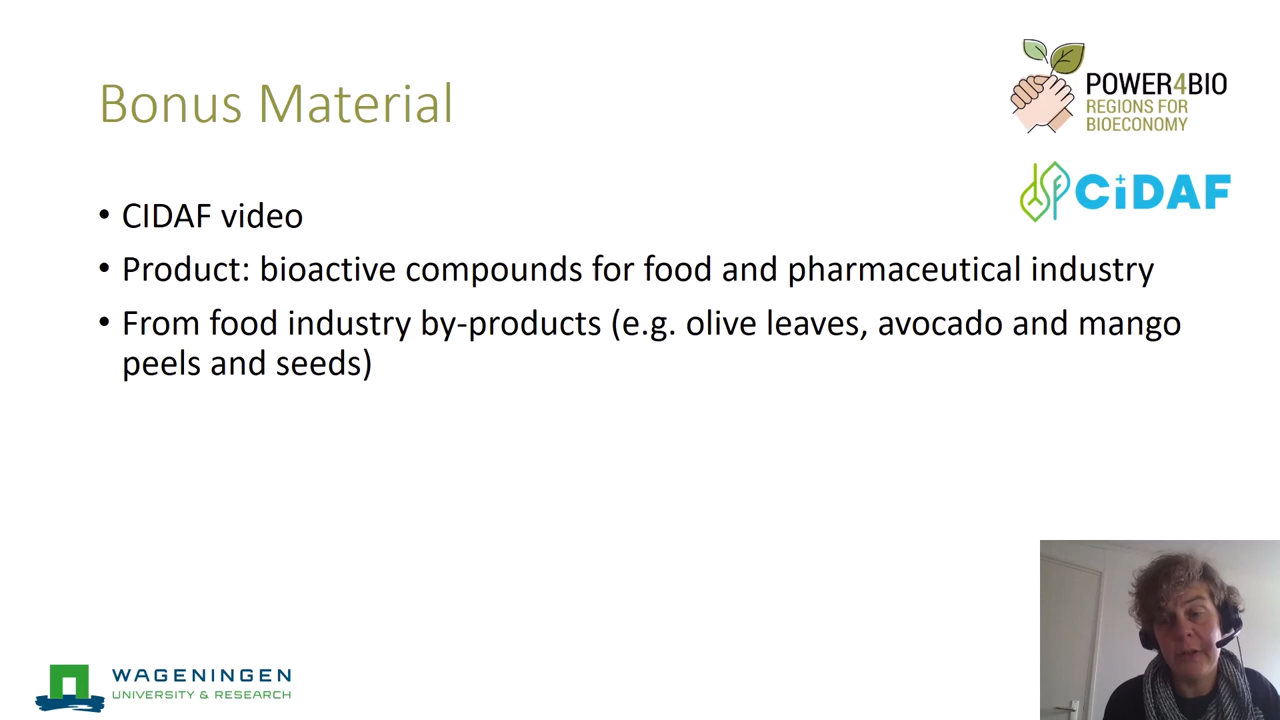 Bonus Material
POWER4BIO
REGIONS FOR
BIOECONOMY
CiDAF
• CIDAF video
• Product: bioactive compounds for food and pharmaceutical industry
• From food industry by-products (e.g. olive leaves, avocado and mango
peels and seeds)
WAGENINGEN
UNIVERSITY & RESEARCH